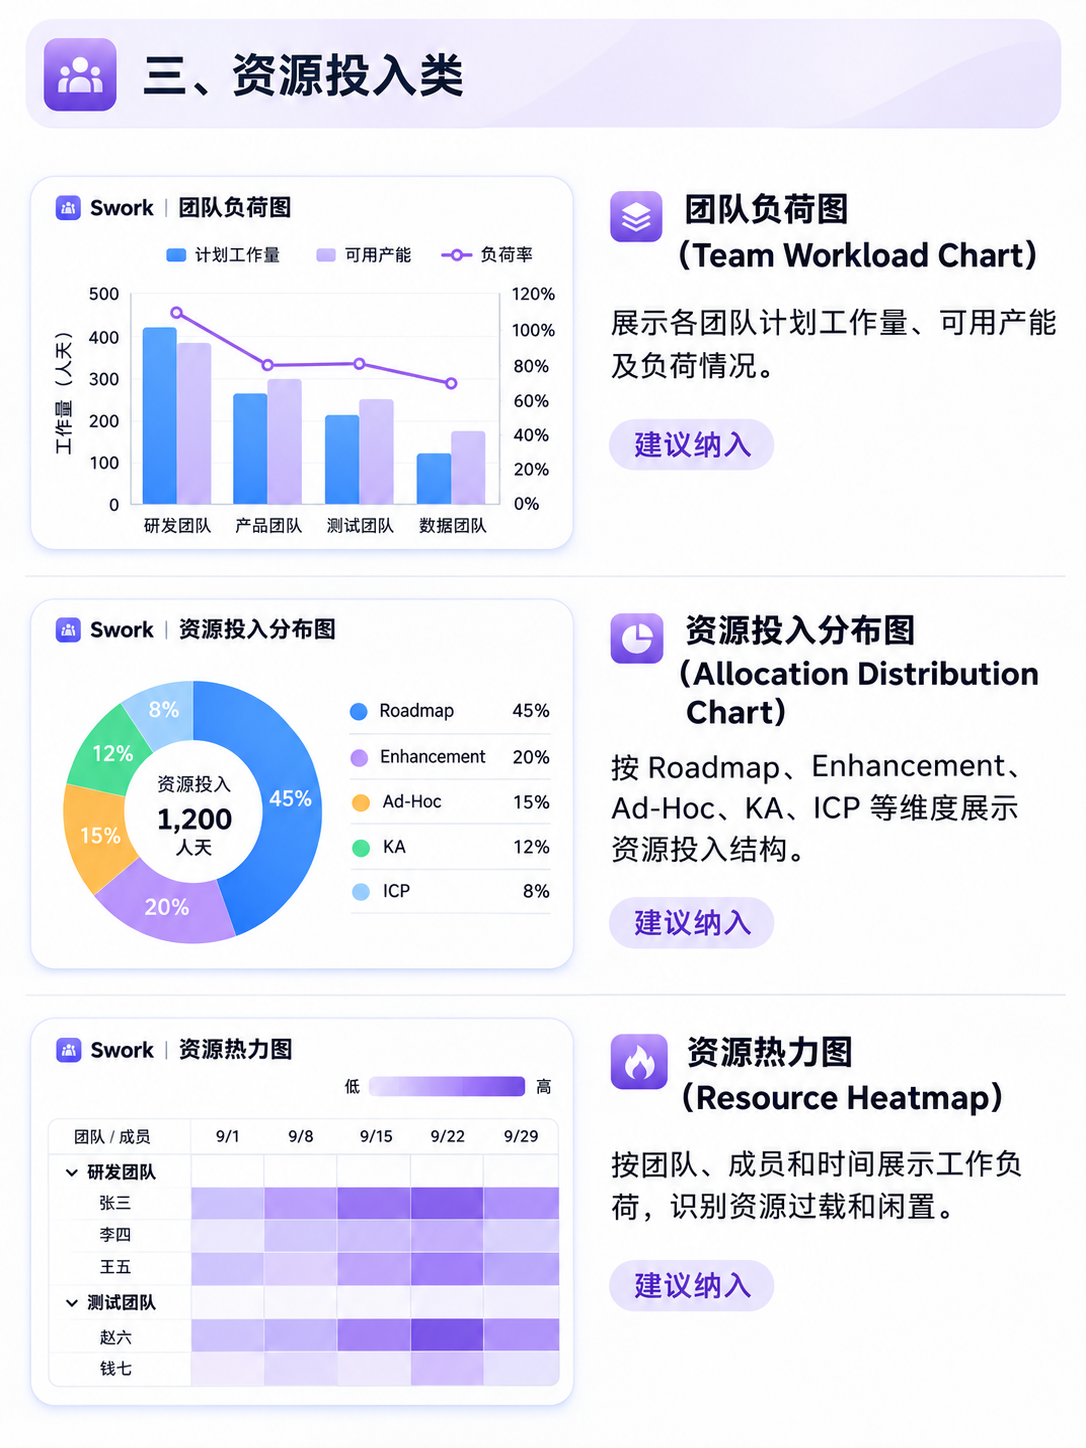 三、资源投入类
Swork | 团队负荷图
计划工作量 可用产能 负荷率
工作量（人天）
500
400
300
200
100
0
120%
100%
80%
60%
40%
20%
0%
研发团队 产品团队 测试团队 数据团队
团队负荷图
（Team Workload Chart）
展示各团队计划工作量、可用产能
及负荷情况。
建议纳入
Swork | 资源投入分布图
8%
12%
15%
20%
45%
资源投入
1,200
人天
Roadmap 45%
Enhancement 20%
Ad-Hoc 15%
KA 12%
ICP 8%
资源投入分布图
（Allocation Distribution
Chart）
按 Roadmap、Enhancement、
Ad-Hoc、KA、ICP 等维度展示
资源投入结构。
建议纳入
Swork | 资源热力图
低 高
团队 / 成员 9/1 9/8 9/15 9/22 9/29
研发团队
张三
李四
王五
测试团队
赵六
钱七
资源热力图
（Resource Heatmap）
按团队、成员和时间展示工作负
荷，识别资源过载和闲置。
建议纳入